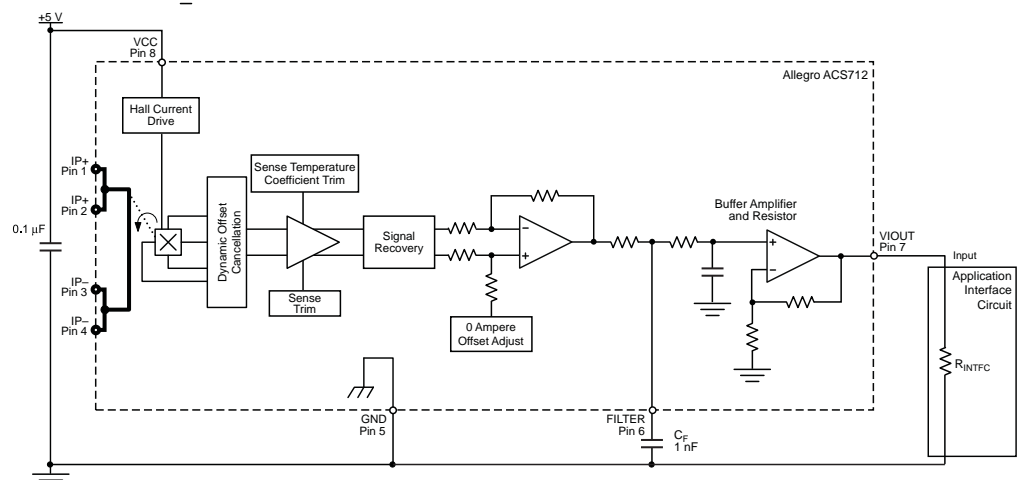 +5 V
VCC
Pin 8
Allegro ACS712
Hall Current
Drive
IP+
Pin 1
IP+
Pin 2
0.1 μF
IP–
Pin 3
IP–
Pin 4
Dynamic Offset
Cancellation
Sense Temperature
Coefficient Trim
Sense
Trim
Signal
Recovery
−
+
0 Ampere
Offset Adjust
Buffer Amplifier
and Resistor
+
−
VIOUT
Pin 7
Input
Application
Interface
Circuit
RINTFC
GND
Pin 5
FILTER
Pin 6
CF
1 nF